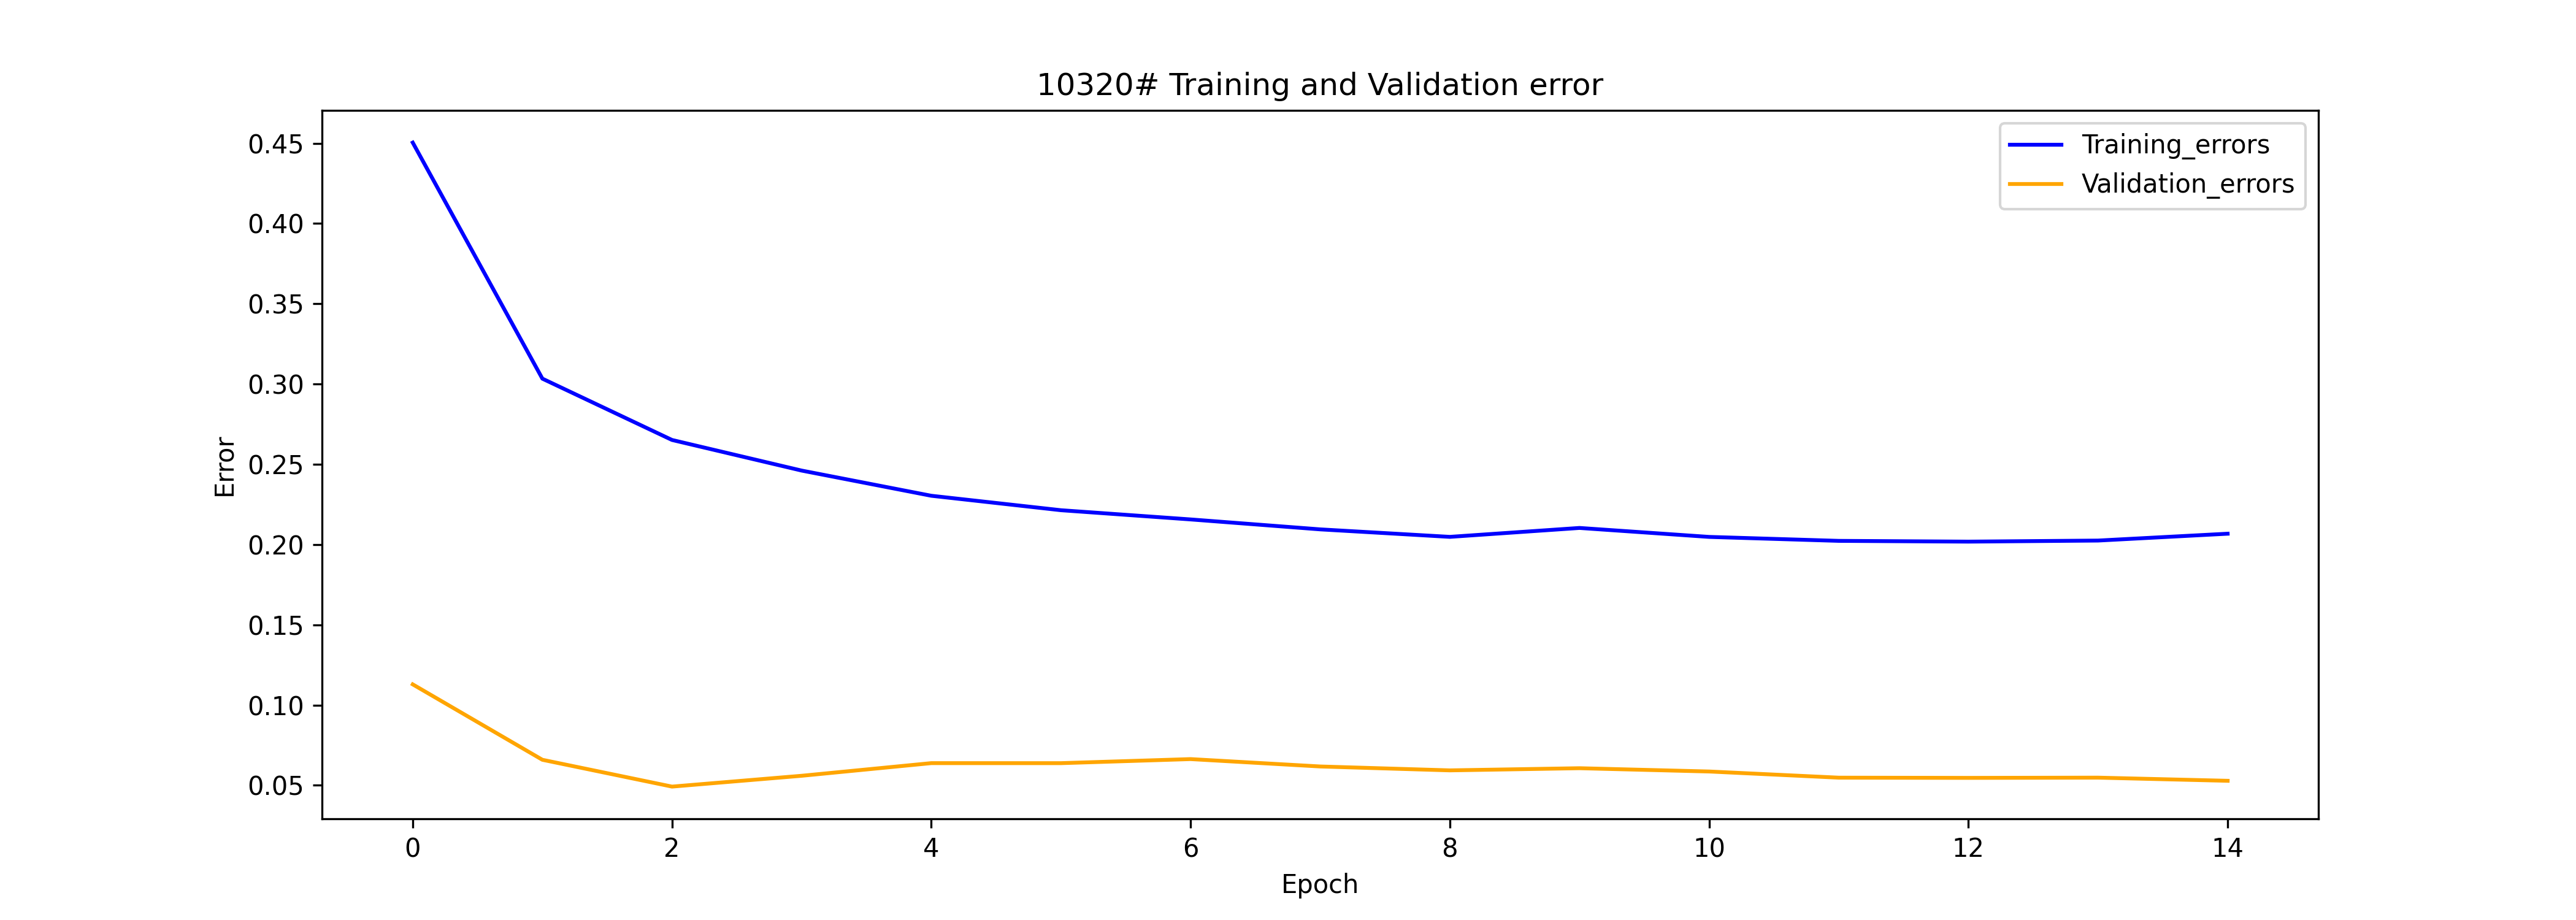 10320# Training and Validation error
Training_errors
Validation_errors
Error
0.45
0.40
0.35
0.30
0.25
0.20
0.15
0.10
0.05
0 2 4 6 8 10 12 14
Epoch